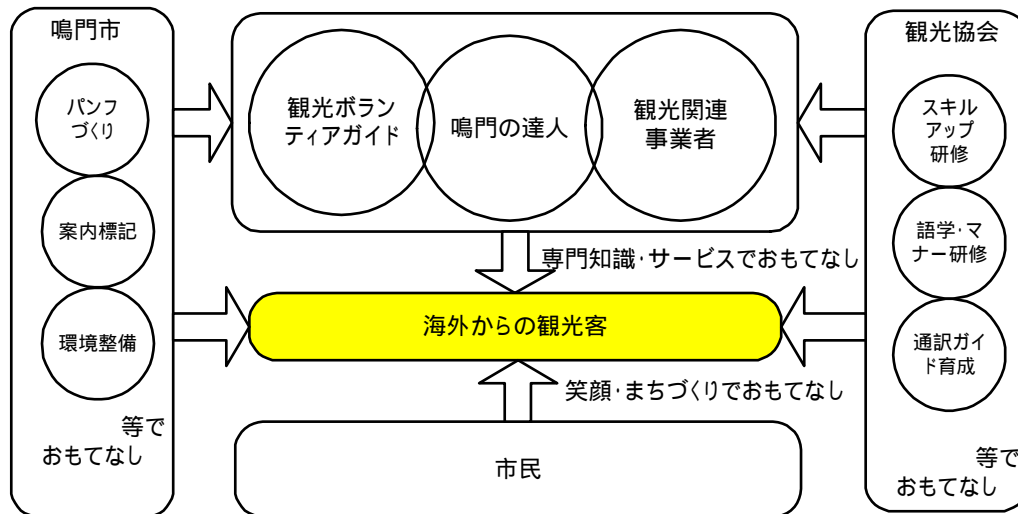 鳴門市
パンフ
づくり
案内標記
環境整備
等で
おもてなし
観光ボラン
ティアガイド
鳴門の達人
観光関連
事業者
専門知識・サービスでおもてなし
海外からの観光客
笑顔・まちづくりでおもてなし
市民
観光協会
スキル
アップ
研修
語学・マ
ナー研修
通訳ガイ
ド育成
等で
おもてなし